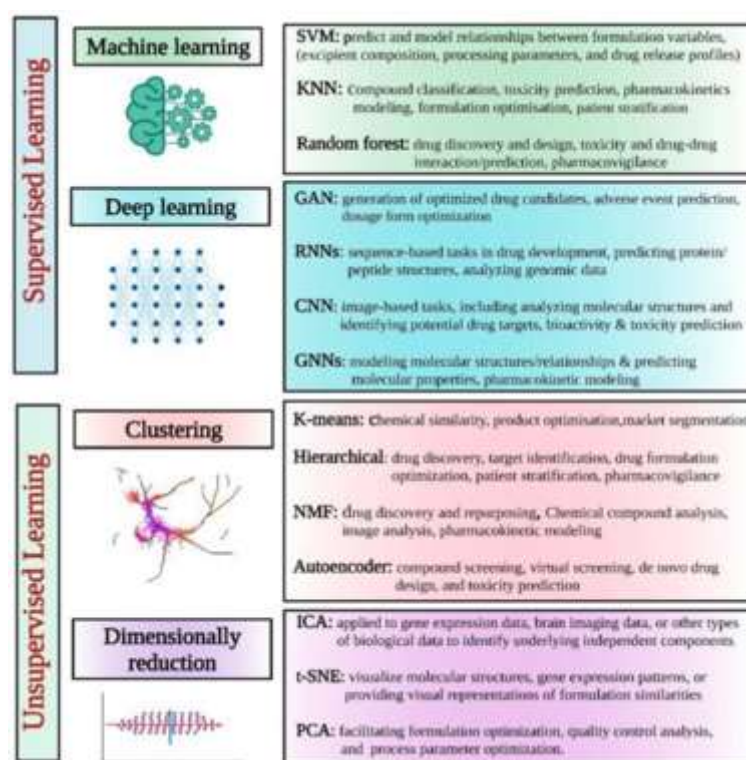 Supervised Learning
Machine learning
SVM: predict and model relationships between formulation variables,
(excipient composition, processing parameters, and drug release profiles)
KNN: Compound classification, toxicity prediction, pharmacokinetics
modeling, formulation optimisation, patient stratification
Random forest: drug discovery and design, toxicity and drug-drug
interaction/prediction, pharmacovigilance
Deep learning
GAN: generation of optimized drug candidates, adverse event prediction,
dosage form optimization
RNNs: sequence-based tasks in drug development, predicting protein/
peptide structures, analyzing genomic data
CNN: image-based tasks, including analyzing molecular structures and
identifying potential drug targets, bioactivity & toxicity prediction
GNNs: modeling molecular structures/relationships & predicting
molecular properties, pharmacokinetic modeling
Unsupervised Learning
Clustering
K-means: Chemical similarity, product optimisation,market segmentation
Hierarchical: drug discovery, target identification, drug formulation
optimization, patient stratification, pharmacovigilance
NMF: drug discovery and repurposing, Chemical compound analysis,
image analysis, pharmacokinetic modeling
Autoencoder: compound screening, virtual screening, de novo drug
design, and toxicity prediction
Dimensionally
reduction
ICA: applied to gene expression data, brain imaging data, or other types
of biological data to identify underlying independent components
t-SNE: visualize molecular structures, gene expression patterns, or
providing visual representations of formulation similarities
PCA: facilitating formulation optimization, quality control analysis,
and process parameter optimization.